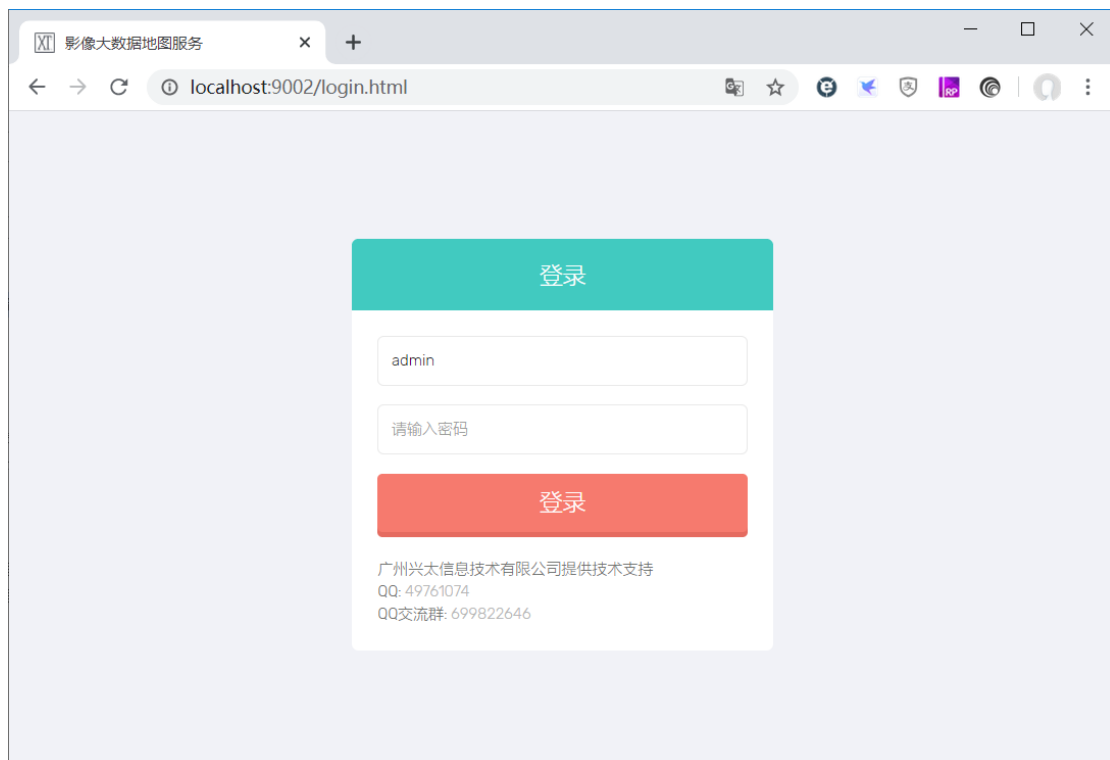 XT 影像大数据地图服务
localhost:9002/login.html
RP
登录
admin
请输入密码
登录
广州兴太信息技术有限公司提供技术支持
QQ: 49761074
QQ交流群: 699822646